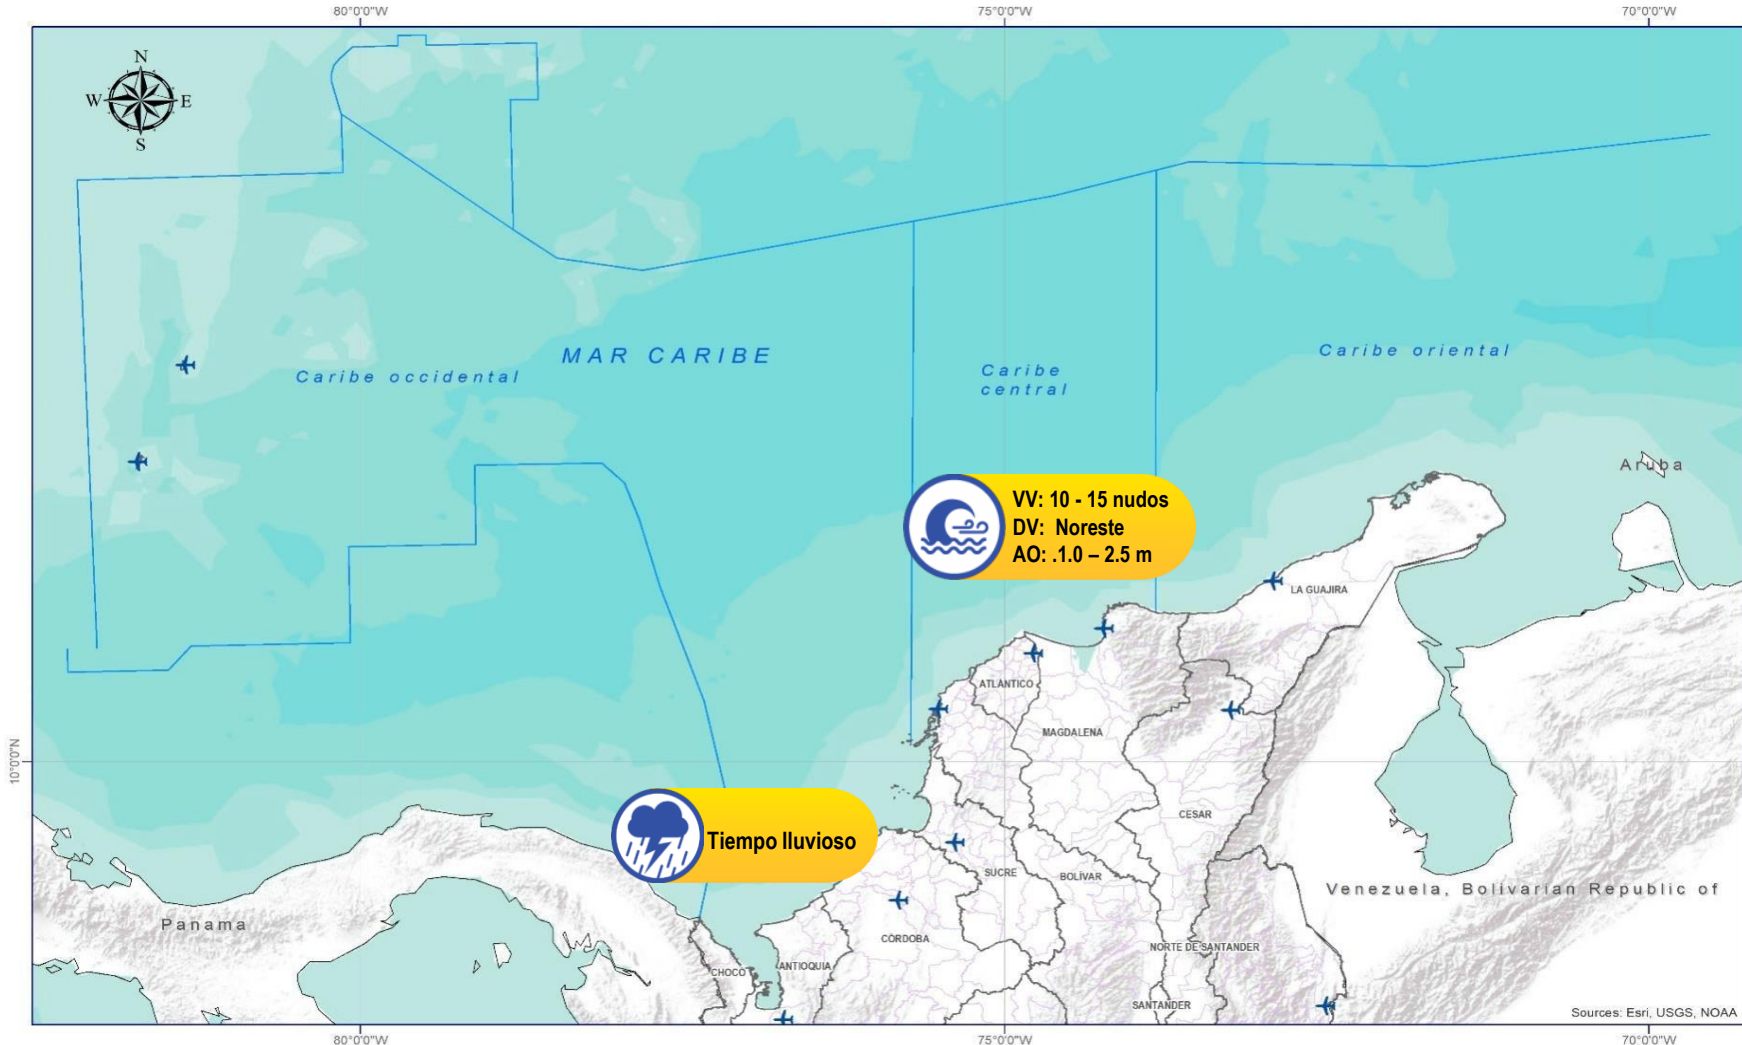 80°0'0"W
75°0'0"W
70°0'0"W
N
W
E
S
MAR CARIBE
Caribe occidental
Caribe
central
Caribe oriental
Aruba
VV: 10 - 15 nudos
DV: Noreste
AO: .1.0 – 2.5 m
LA GUAJIRA
ATLÁNTICO
MAGDALENA
10°0'0"N
CESAR
Tiempo lluvioso
SUCRE
BOLÍVAR
Venezuela, Bolivarian Republic of
Panama
CÓRDOBA
NORTE DE SANTANDER
CHOCÓ
ANTIOQUIA
SANTANDER
Sources: Esri, USGS, NOAA
80°0'0"W
75°0'0"W
70°0'0"W